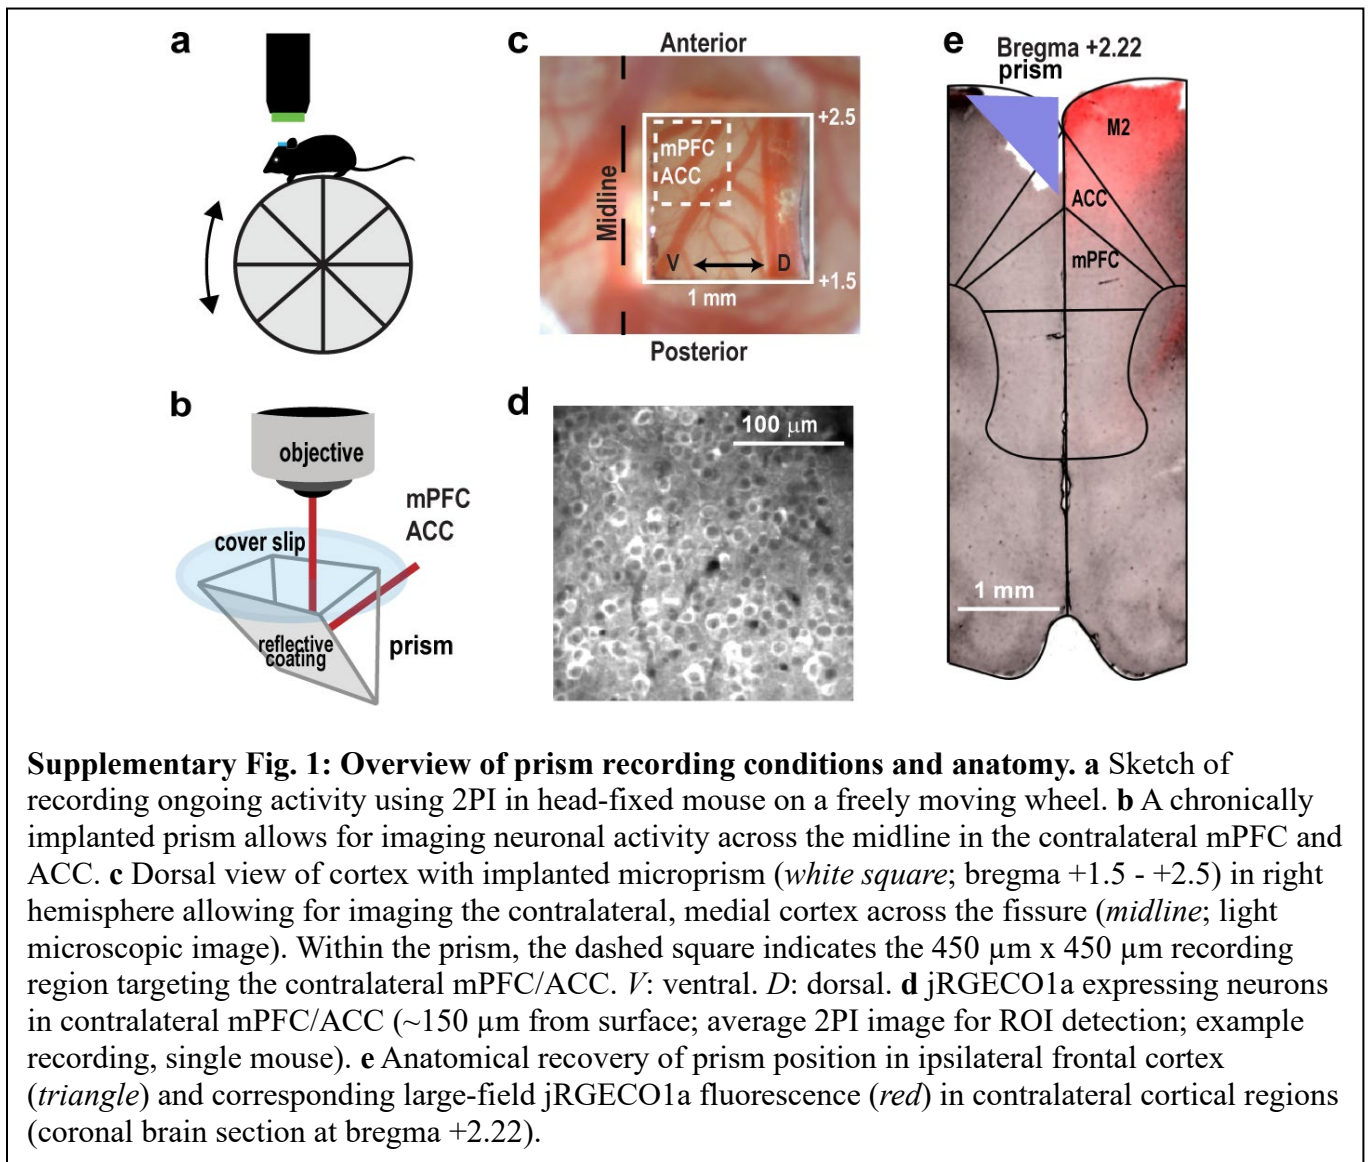 a
b
objective
mPFC
ACC
cover slip
reflective
coating
prism
c
Anterior
+2.5
mPFC
ACC
Midline
V
D
+1.5
1 mm
Posterior
d
100 µm
e
Bregma +2.22
prism
M2
ACC
mPFC
1 mm
Supplementary Fig. 1: Overview of prism recording conditions and anatomy. a Sketch of
recording ongoing activity using 2PI in head-fixed mouse on a freely moving wheel. b A chronically
implanted prism allows for imaging neuronal activity across the midline in the contralateral mPFC and
ACC. c Dorsal view of cortex with implanted microprism (white square; bregma +1.5 - +2.5) in right
hemisphere allowing for imaging the contralateral, medial cortex across the fissure (midline; light
microscopic image). Within the prism, the dashed square indicates the 450 µm x 450 µm recording
region targeting the contralateral mPFC/ACC. V: ventral. D: dorsal. d jRGECO1a expressing neurons
in contralateral mPFC/ACC (~150 µm from surface; average 2PI image for ROI detection; example
recording, single mouse). e Anatomical recovery of prism position in ipsilateral frontal cortex
(triangle) and corresponding large-field jRGECO1a fluorescence (red) in contralateral cortical regions
(coronal brain section at bregma +2.22).